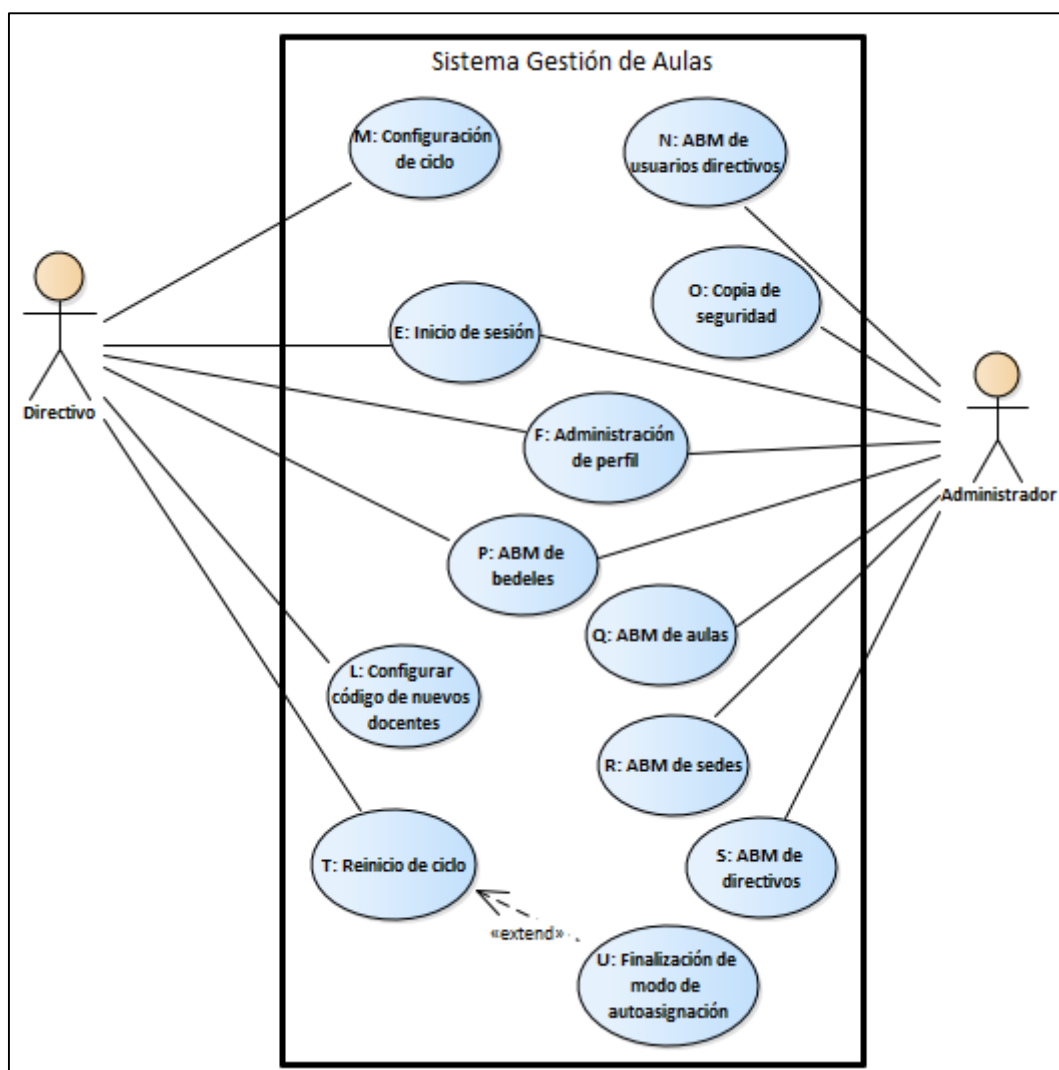 Sistema Gestión de Aulas
M: Configuración
de ciclo
N: ABM de
usuarios directivos
O: Copia de
seguridad
E: Inicio de sesión
Directivo
F: Administración
de perfil
Administrador
P: ABM de
bedeles
Q: ABM de aulas
L: Configurar
código de nuevos
docentes
R: ABM de sedes
T: Reinicio de ciclo
S: ABM de
directivos
«extend»
U: Finalización de
modo de
autoasignación